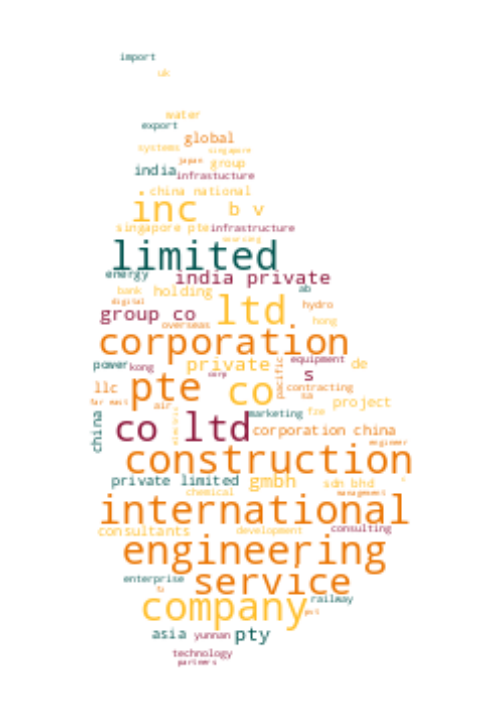 import
uk
water
export
global
systems
singapore
japan
group
india
infrastucture
china national
inc
b v
singapore pte
infrastructure
limited
energy
india private
ab
bank
holding
digital
ltd.
hydro
group co
overseas
hong
corporation
power
kong
private
equipment
de
corp
s
pacific
llc
pte
co
contracting
sa
far east
air
project
marketing
fze
china
co ltd
corporation china
engineer
construction
private limited
gmbh
sdn bhd
chemical
management
international
consultants
development
consulting
engineering
enterprise
service
company
railway
asia
yunnan
pty
technology
partners